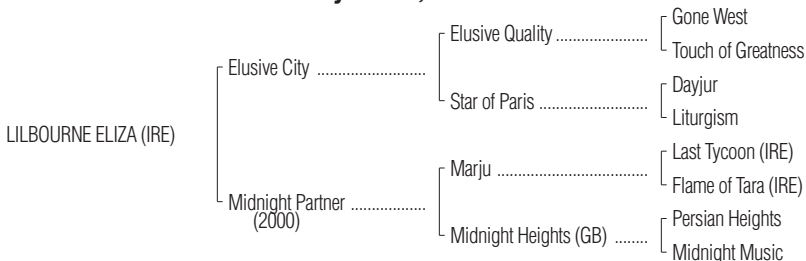 Gone West
Elusive Quality .....................
Touch of Greatness
Elusive City ..........................
Dayjur
Star of Paris ..........................
Liturgism
LILBOURNE ELIZA (IRE)
Last Tycoon (IRE)
Marju ....................................
Flame of Tara (IRE)
Midnight Partner ..................
(2000)
Persian Heights
Midnight Heights (GB) ........
Midnight Music